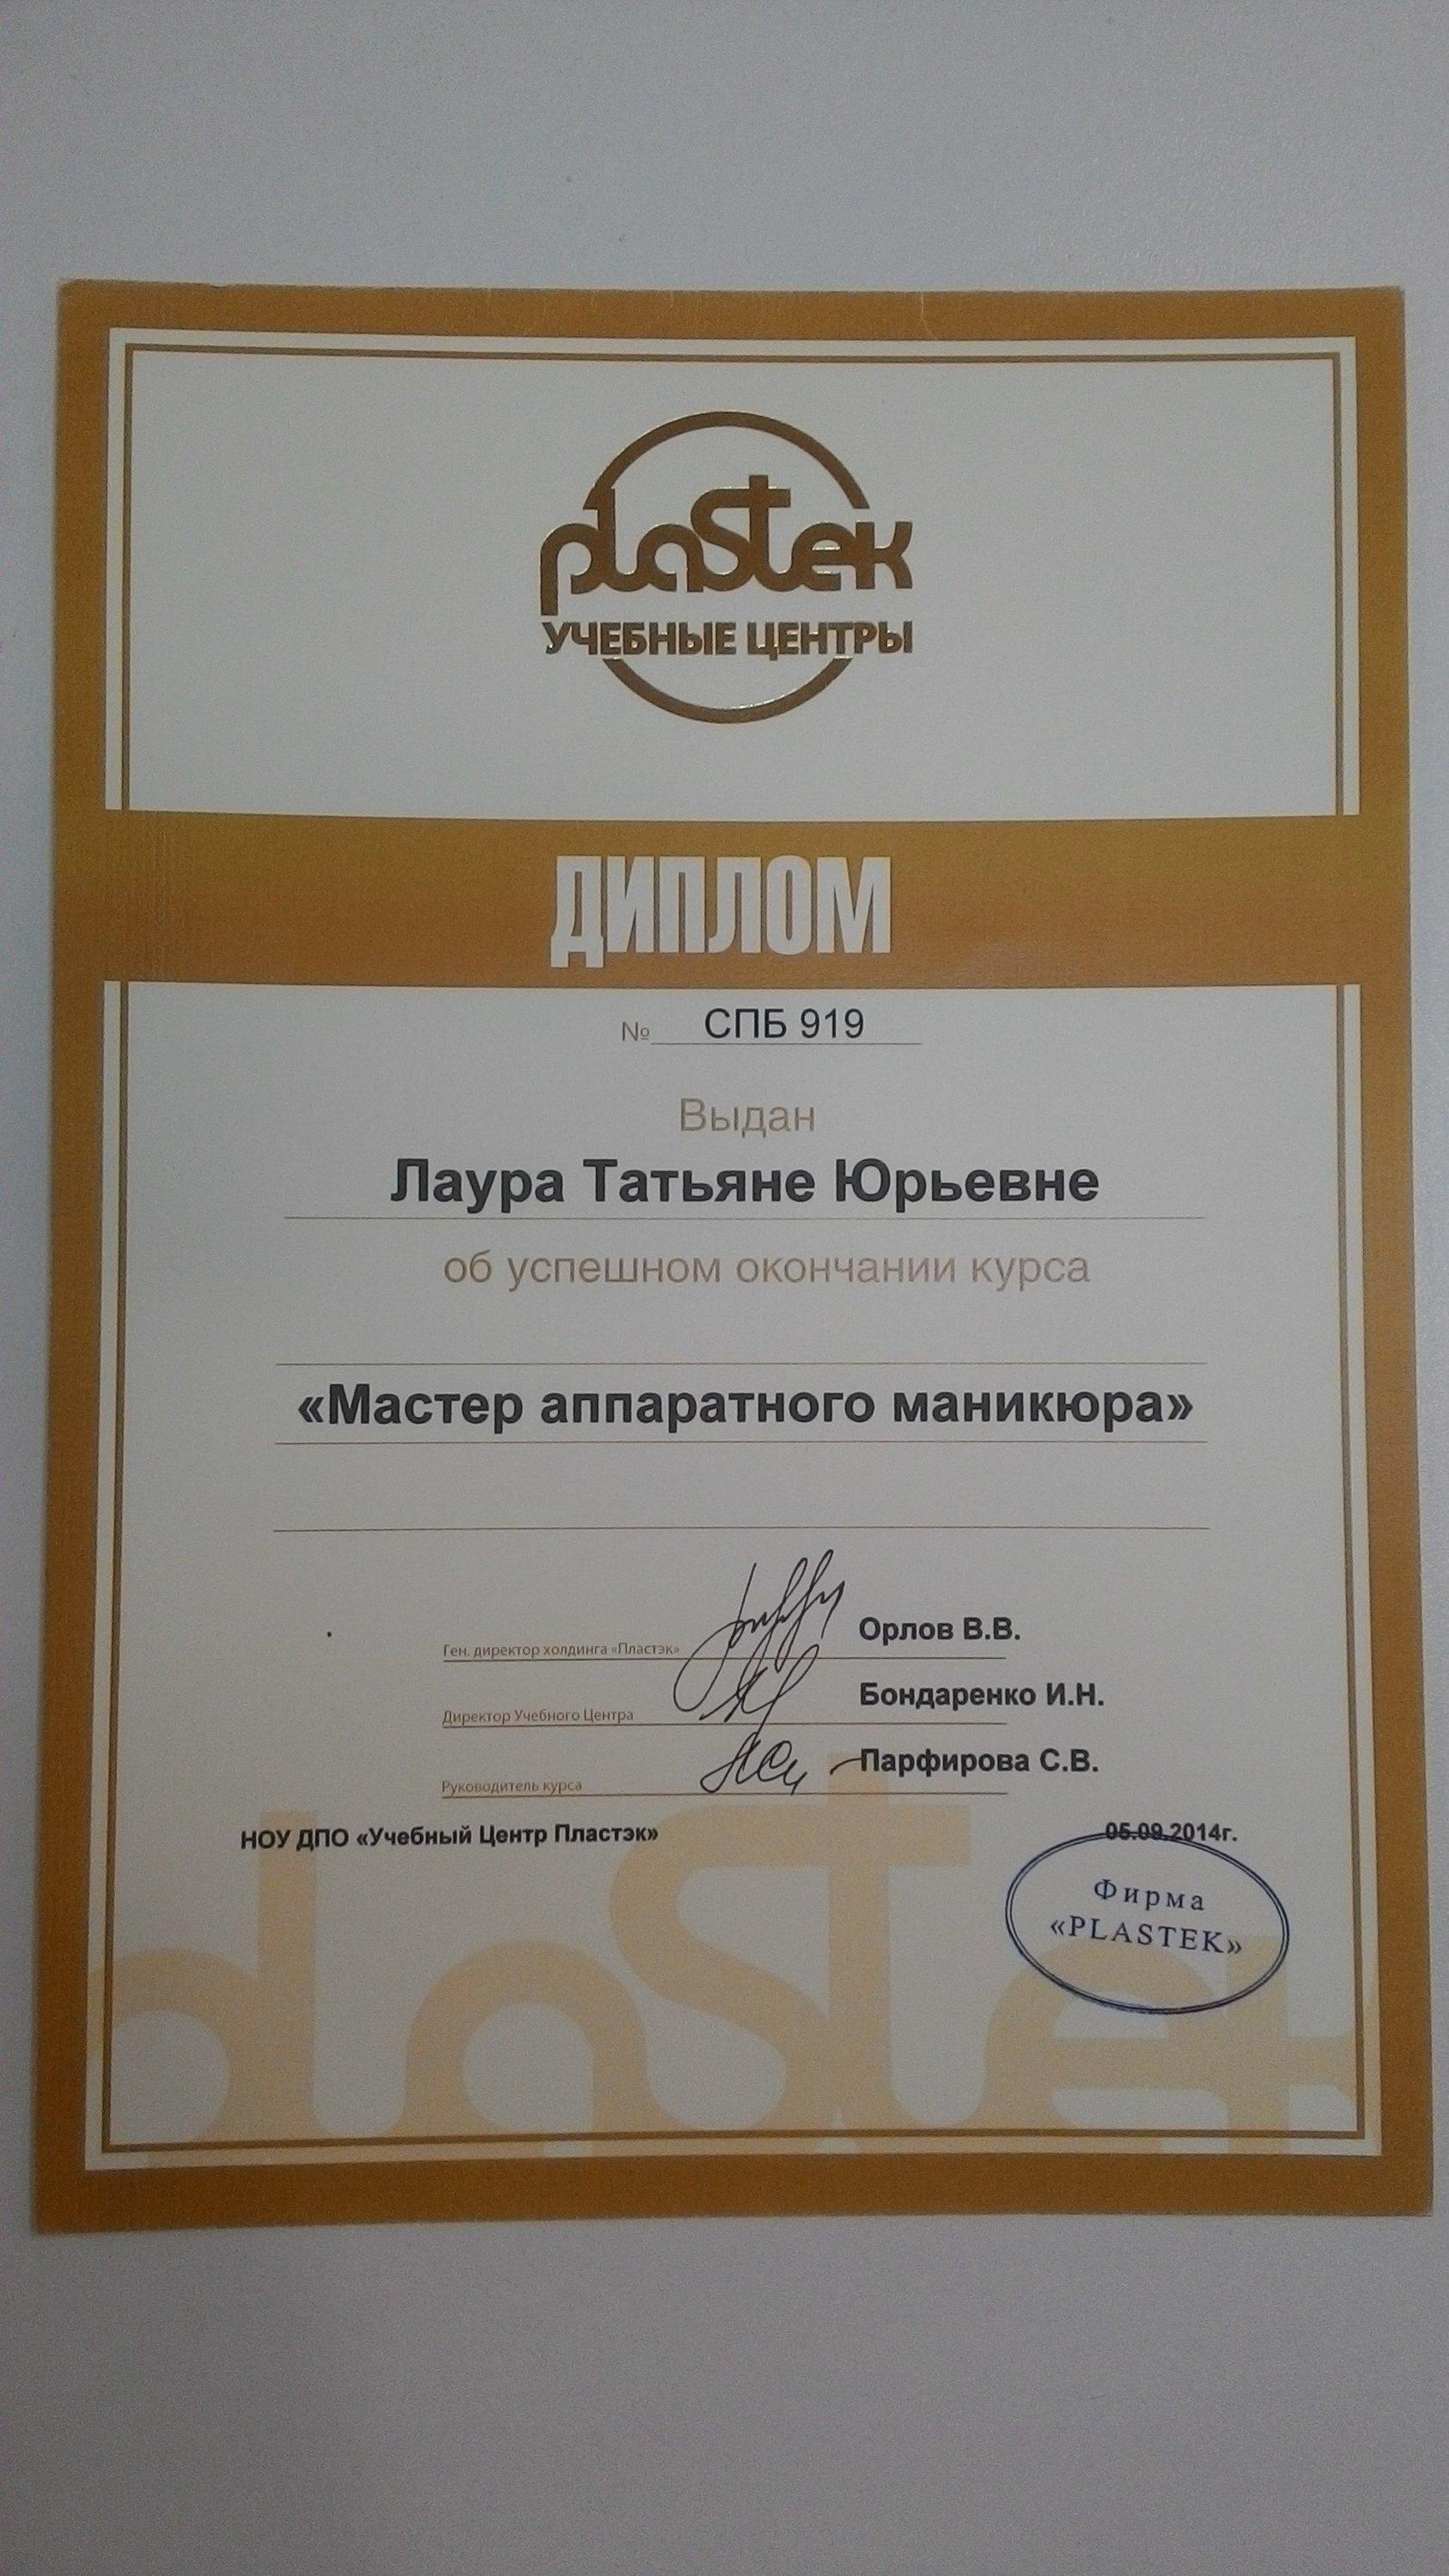 plastek
УЧЕБНЫЕ ЦЕНТРЫ
ДИПЛОМ
№ СПБ 919
Выдан
Лаура Татьяне Юрьевне
об успешном окончании курса
«Мастер аппаратного маникюра»
Ген. директор холдинга «Пластэк» Орлов В.В.
Директор Учебного Центра Бондаренко И.Н.
Руководитель курса Парфирова С.В.
НОУ ДПО «Учебный Центр Пластэк» 05.09.2014г.
Фирма
«PLASTEK»
plastek